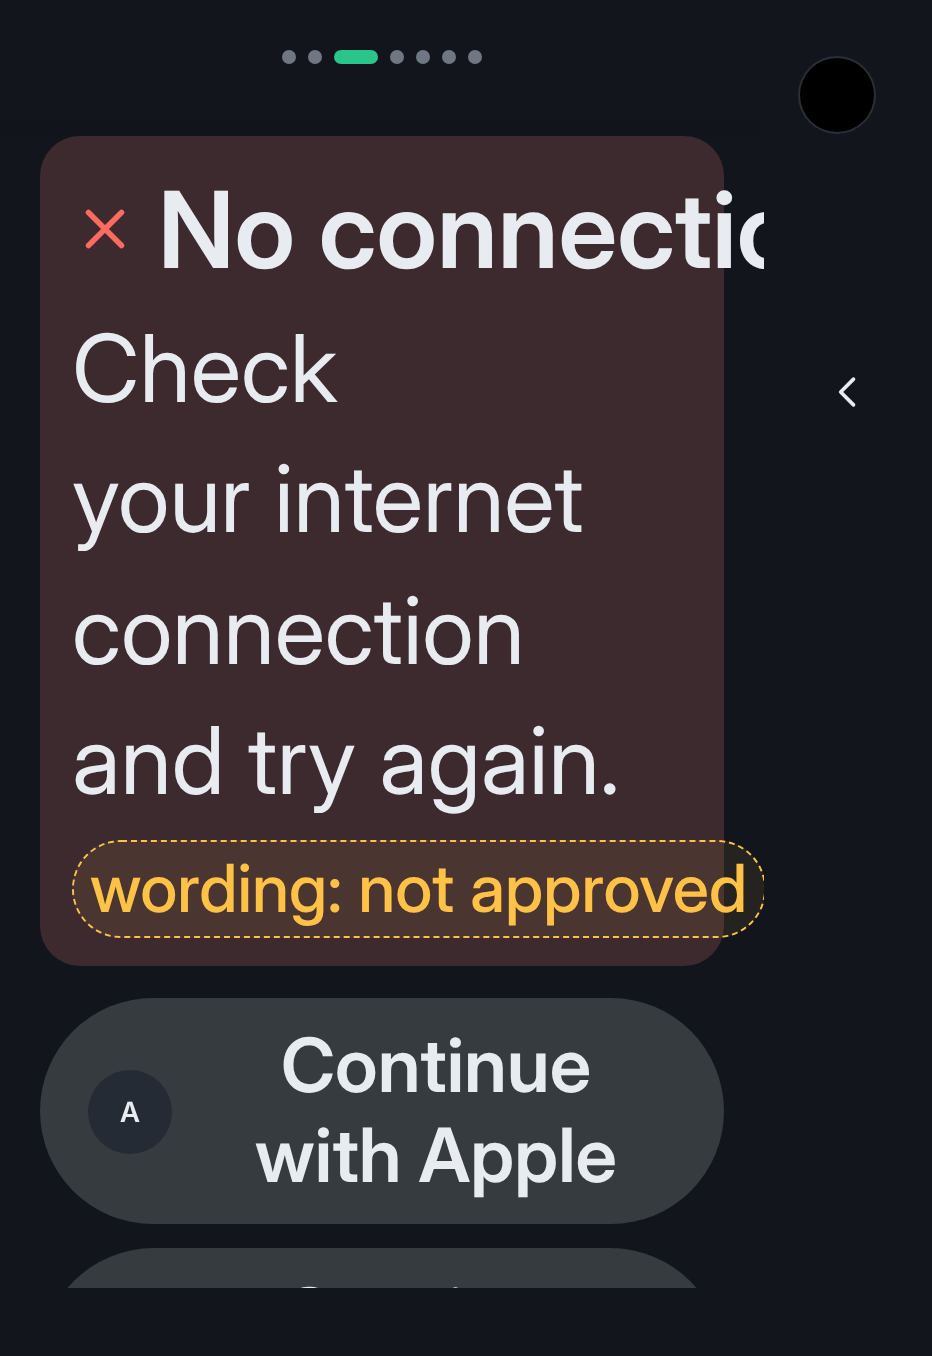 No connectio
Check
your internet
connection
and try again.
wording: not approved
A
Continue
with Apple